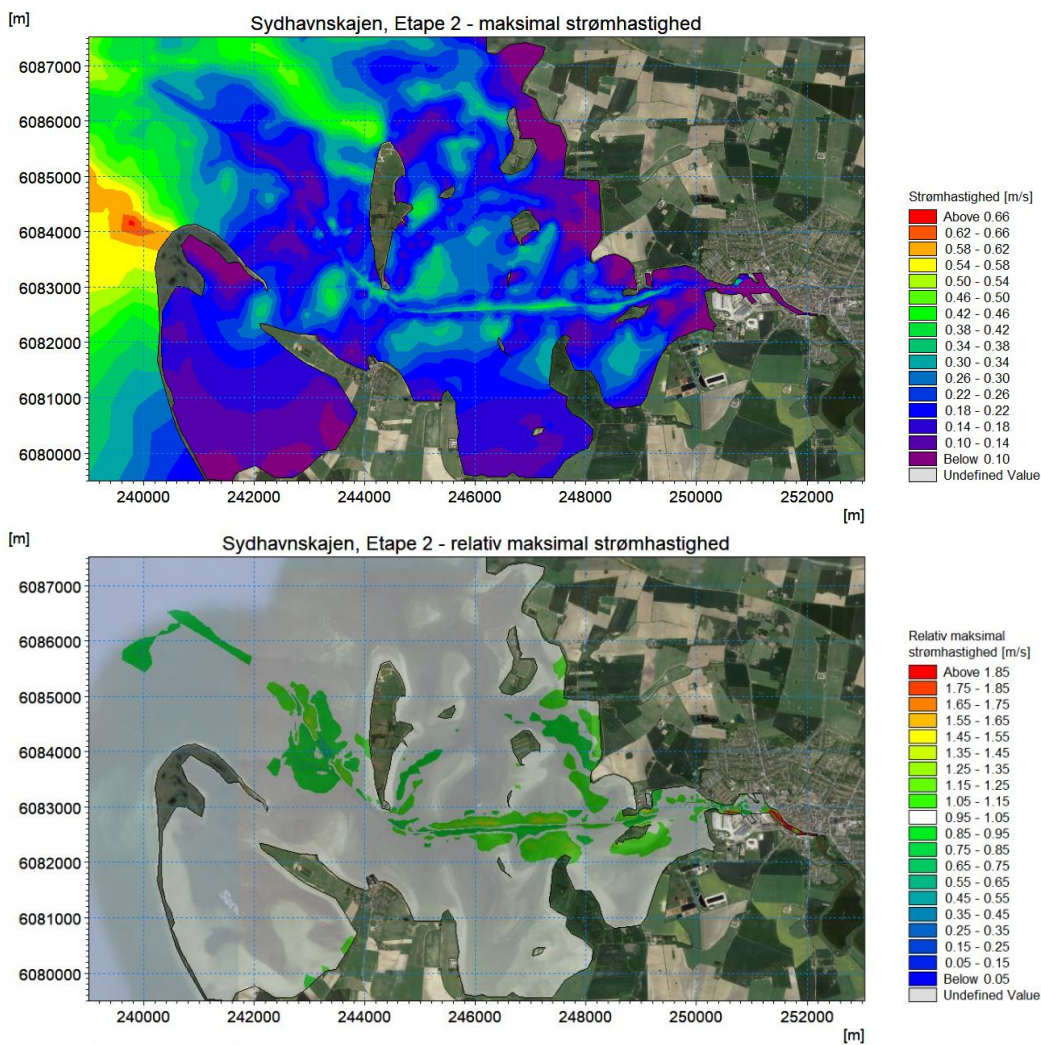 [m]
Sydhavnskajen, Etape 2 - maksimal strømhastighed
6087000
6086000
6085000
6084000
6083000
6082000
6081000
6080000
240000 242000 244000 246000 248000 250000 252000
[m]
Strømhastighed [m/s]
Above 0.66
0.62 - 0.66
0.58 - 0.62
0.54 - 0.58
0.50 - 0.54
0.46 - 0.50
0.42 - 0.46
0.38 - 0.42
0.34 - 0.38
0.30 - 0.34
0.26 - 0.30
0.22 - 0.26
0.18 - 0.22
0.14 - 0.18
0.10 - 0.14
Below 0.10
Undefined Value
[m]
Sydhavnskajen, Etape 2 - relativ maksimal strømhastighed
6087000
6086000
6085000
6084000
6083000
6082000
6081000
6080000
240000 242000 244000 246000 248000 250000 252000
[m]
Relativ maksimal
strømhastighed [m/s]
Above 1.85
1.75 - 1.85
1.65 - 1.75
1.55 - 1.65
1.45 - 1.55
1.35 - 1.45
1.25 - 1.35
1.15 - 1.25
1.05 - 1.15
0.95 - 1.05
0.85 - 0.95
0.75 - 0.85
0.65 - 0.75
0.55 - 0.65
0.45 - 0.55
0.35 - 0.45
0.25 - 0.35
0.15 - 0.25
0.05 - 0.15
Below 0.05
Undefined Value